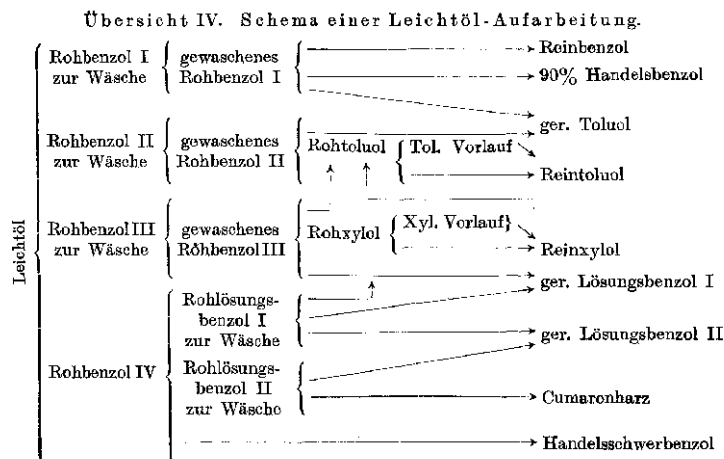 Übersicht IV. Schema einer Leichtöl-Aufarbeitung.
Leichtöl
Rohbenzol I
zur Wäsche
gewaschenes
Rohbenzol I
Reinbenzol
90% Handelsbenzol
ger. Toluol
Rohbenzol II
zur Wäsche
gewaschenes
Rohbenzol II
Rohtoluol
Tol. Vorlauf
Reintoluol
Rohbenzol III
zur Wäsche
gewaschenes
Rohbenzol III
Rohxylol
Xyl. Vorlauf
Reinxylol
ger. Lösungsbenzol I
Rohbenzol IV
Rohlösungs-
benzol I
zur Wäsche
ger. Lösungsbenzol II
Rohlösungs-
benzol II
zur Wäsche
Cumaronharz
Handelsschwerbenzol